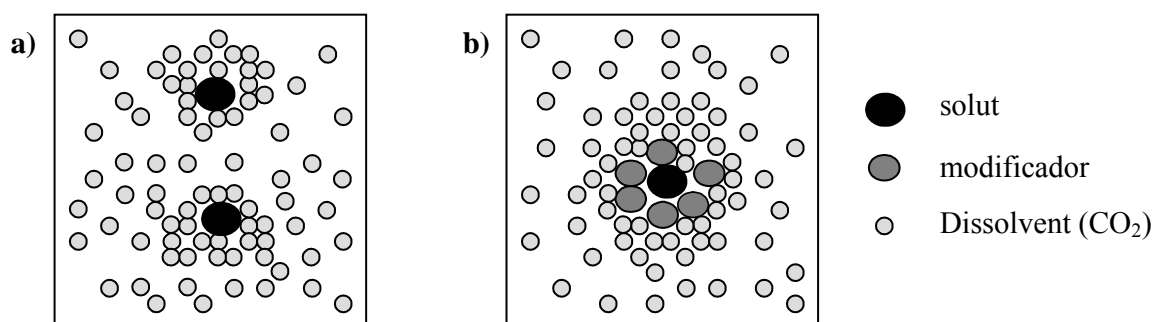 a)
b)
solut
modificador
Dissolvent (CO₂)